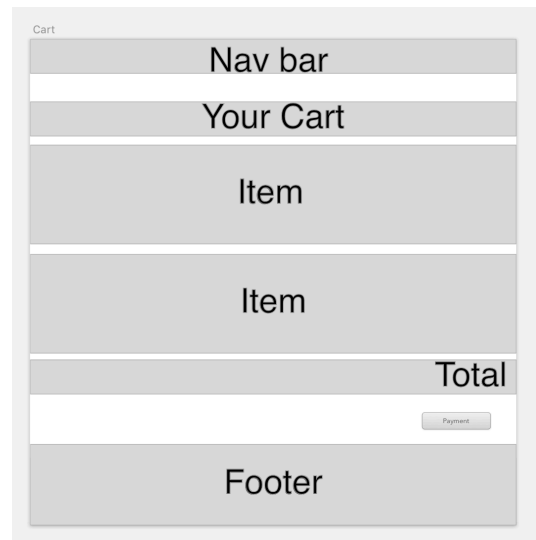 Cart
Nav bar
Your Cart
Item
Item
Total
Payment
Footer